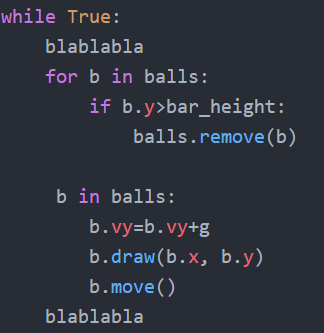 while True:
    blablabla
    for b in balls:
        if b.y>bar_height:
            balls.remove(b)

     b in balls:
        b.vy=b.vy+g
        b.draw(b.x, b.y)
        b.move()
    blablabla